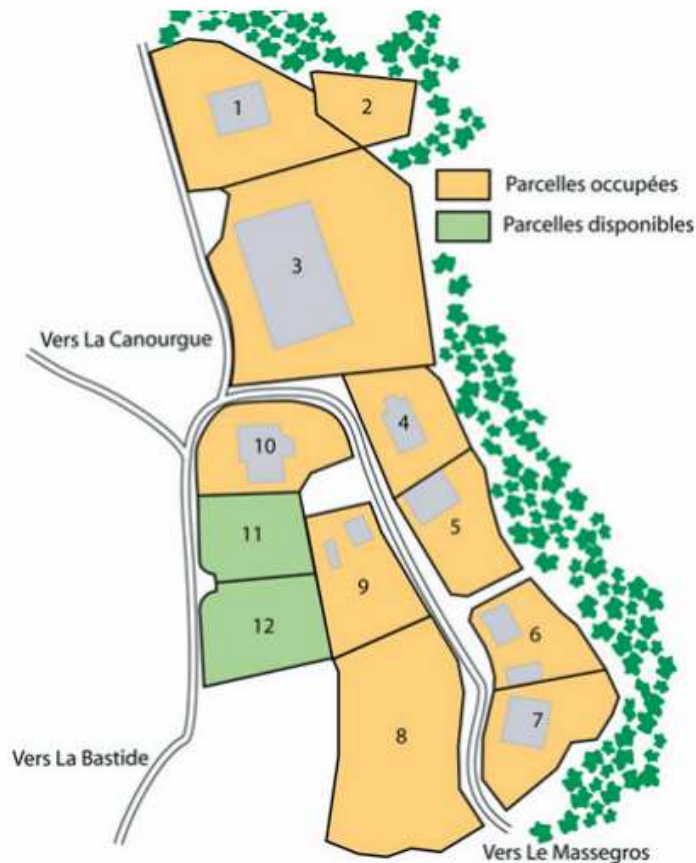 1
2
Parcelles occupées
Parcelles disponibles
3
Vers La Canourgue
4
10
5
11
9
12
6
7
8
Vers La Bastide
Vers Le Massegros